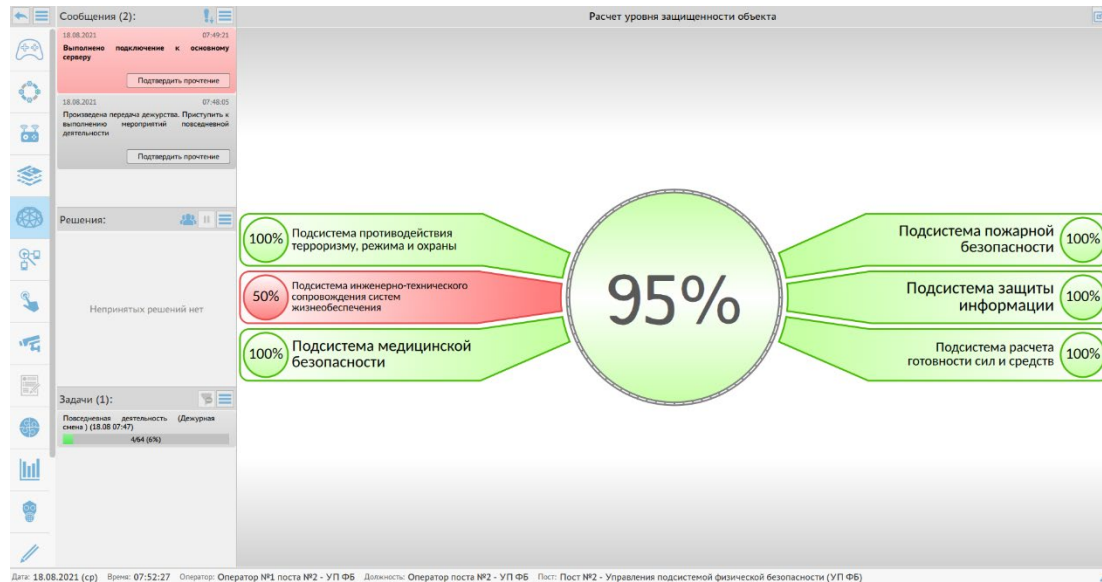 Сообщения (2):
Расчет уровня защищенности объекта
18.08.2021 07:49:21
Выполнено подключение к основному
серверу
Подтвердить прочтение
18.08.2021 07:48:05
Произведена передача дежурства. Приступить к
выполнению мероприятий повседневной
деятельности
Подтвердить прочтение
Решения:
Непринятых решений нет
Задачи (1):
Повседневная деятельность (Дежурная
смена ) (18.08 07:47)
4/64 (6%)
100%
Подсистема противодействия
терроризму, режима и охраны
50%
Подсистема инженерно-технического
сопровождения систем
жизнеобеспечения
100%
Подсистема медицинской
безопасности
95%
Подсистема пожарной
безопасности
100%
Подсистема защиты
информации
100%
Подсистема расчета
готовности сил и средств
100%
Дата: 18.08.2021 (ср) Время: 07:52:27 Оператор: Оператор №1 поста №2 - УП ФБ Должность: Оператор поста №2 - УП ФБ Пост: Пост №2 - Управления подсистемой физической безопасности (УП ФБ)